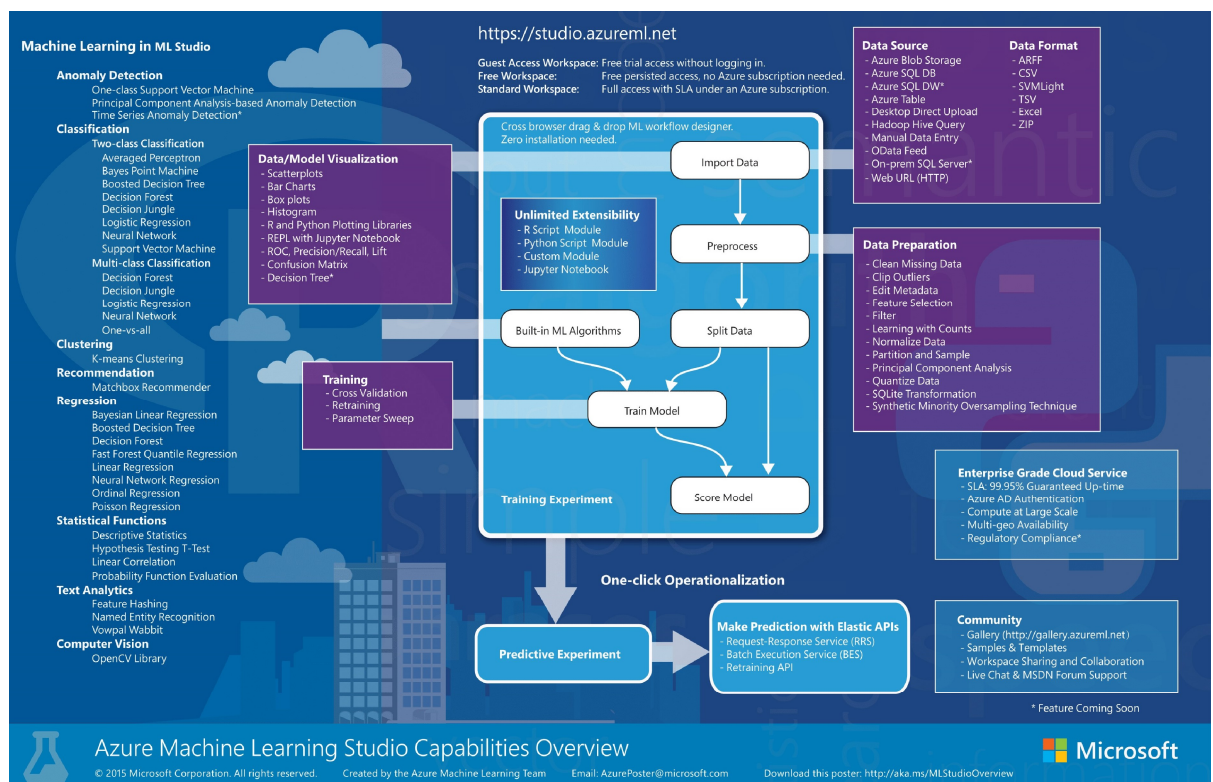 Machine Learning in ML Studio
Anomaly Detection
One-class Support Vector Machine
Principal Component Analysis-based Anomaly Detection
Time Series Anomaly Detection*
Classification
Two-class Classification
Averaged Perceptron
Bayes Point Machine
Boosted Decision Tree
Decision Forest
Decision Jungle
Logistic Regression
Neural Network
Support Vector Machine
Multi-class Classification
Decision Forest
Decision Jungle
Logistic Regression
Neural Network
One-vs-all
Clustering
K-means Clustering
Recommendation
Matchbox Recommender
Regression
Bayesian Linear Regression
Boosted Decision Tree
Decision Forest
Fast Forest Quantile Regression
Linear Regression
Neural Network Regression
Ordinal Regression
Poisson Regression
Statistical Functions
Descriptive Statistics
Hypothesis Testing T-Test
Linear Correlation
Probability Function Evaluation
Text Analytics
Feature Hashing
Named Entity Recognition
Vowpal Wabbit
Computer Vision
OpenCV Library
Data/Model Visualization
- Scatterplots
- Bar Charts
- Box plots
- Histogram
- R and Python Plotting Libraries
- REPL with Jupyter Notebook
- ROC, Precision/Recall, Lift
- Confusion Matrix
- Decision Tree*
Training
- Cross Validation
- Retraining
- Parameter Sweep
https://studio.azureml.net
Guest Access Workspace: Free trial access without logging in.
Free Workspace: Free persisted access, no Azure subscription needed.
Standard Workspace: Full access with SLA under an Azure subscription.
Cross browser drag & drop ML workflow designer.
Zero installation needed.
Import Data
Unlimited Extensibility
- R Script Module
- Python Script Module
- Custom Module
- Jupyter Notebook
Preprocess
Built-in ML Algorithms
Split Data
Train Model
Score Model
Training Experiment
One-click Operationalization
Predictive Experiment
Make Prediction with Elastic APIs
- Request-Response Service (RRS)
- Batch Execution Service (BES)
- Retraining API
Data Source
- Azure Blob Storage
- Azure SQL DB
- Azure SQL DW*
- Azure Table
- Desktop Direct Upload
- Hadoop Hive Query
- Manual Data Entry
- OData Feed
- On-prem SQL Server*
- Web URL (HTTP)
Data Format
- ARFF
- CSV
- SVMLight
- TSV
- Excel
- ZIP
Data Preparation
- Clean Missing Data
- Clip Outliers
- Edit Metadata
- Feature Selection
- Filter
- Learning with Counts
- Normalize Data
- Partition and Sample
- Principal Component Analysis
- Quantize Data
- SQLite Transformation
- Synthetic Minority Oversampling Technique
Enterprise Grade Cloud Service
- SLA: 99.95% Guaranteed Up-time
- Azure AD Authentication
- Compute at Large Scale
- Multi-geo Availability
- Regulatory Compliance*
Community
- Gallery (http://gallery.azureml.net)
- Samples & Templates
- Workspace Sharing and Collaboration
- Live Chat & MSDN Forum Support
* Feature Coming Soon
semantic
simple
Azure Machine Learning Studio Capabilities Overview
Microsoft
© 2015 Microsoft Corporation. All rights reserved. Created by the Azure Machine Learning Team Email: AzurePoster@microsoft.com Download this poster: http://aka.ms/MLStudioOverview